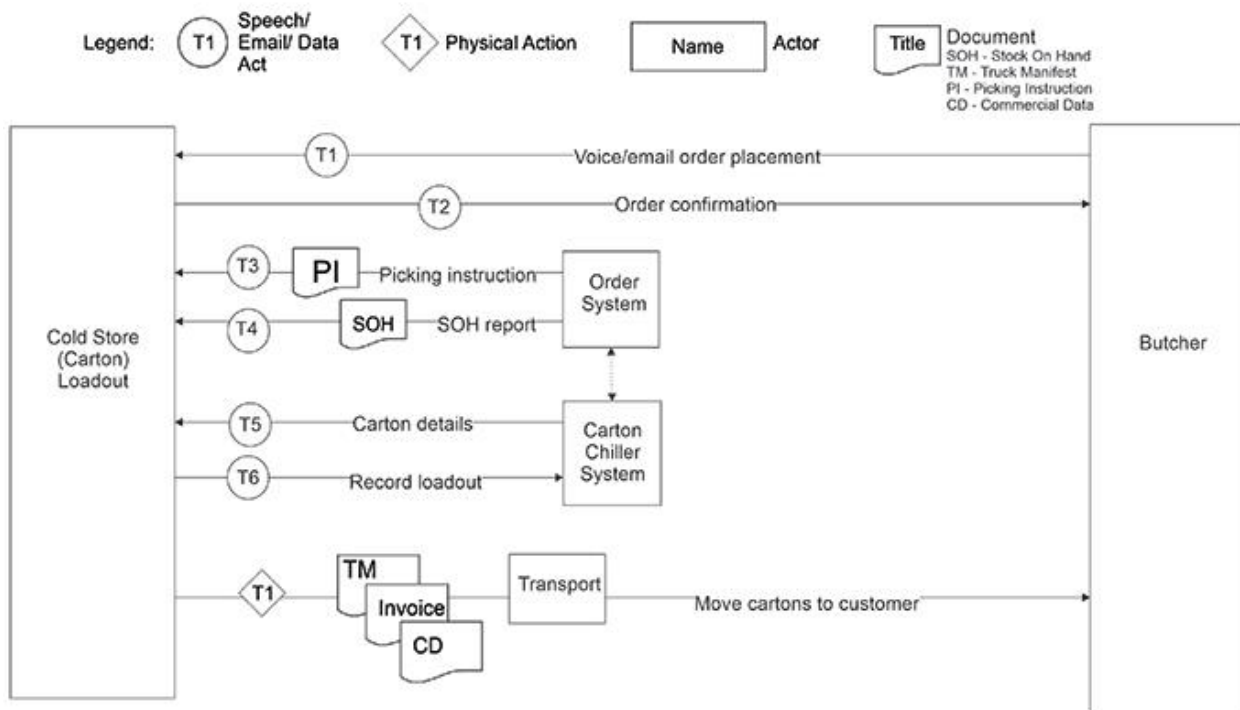 Legend:
T1
Speech/
Email/ Data
Act
T1
Physical Action
Name
Actor
Title
Document
SOH - Stock On Hand
TM - Truck Manifest
PI - Picking Instruction
CD - Commercial Data
Cold Store
(Carton)
Loadout
Butcher
T1
Voice/email order placement
T2
Order confirmation
T3
PI
Picking instruction
Order
System
T4
SOH
SOH report
T5
Carton details
Carton
Chiller
System
T6
Record loadout
T1
TM
Invoice
CD
Transport
Move cartons to customer